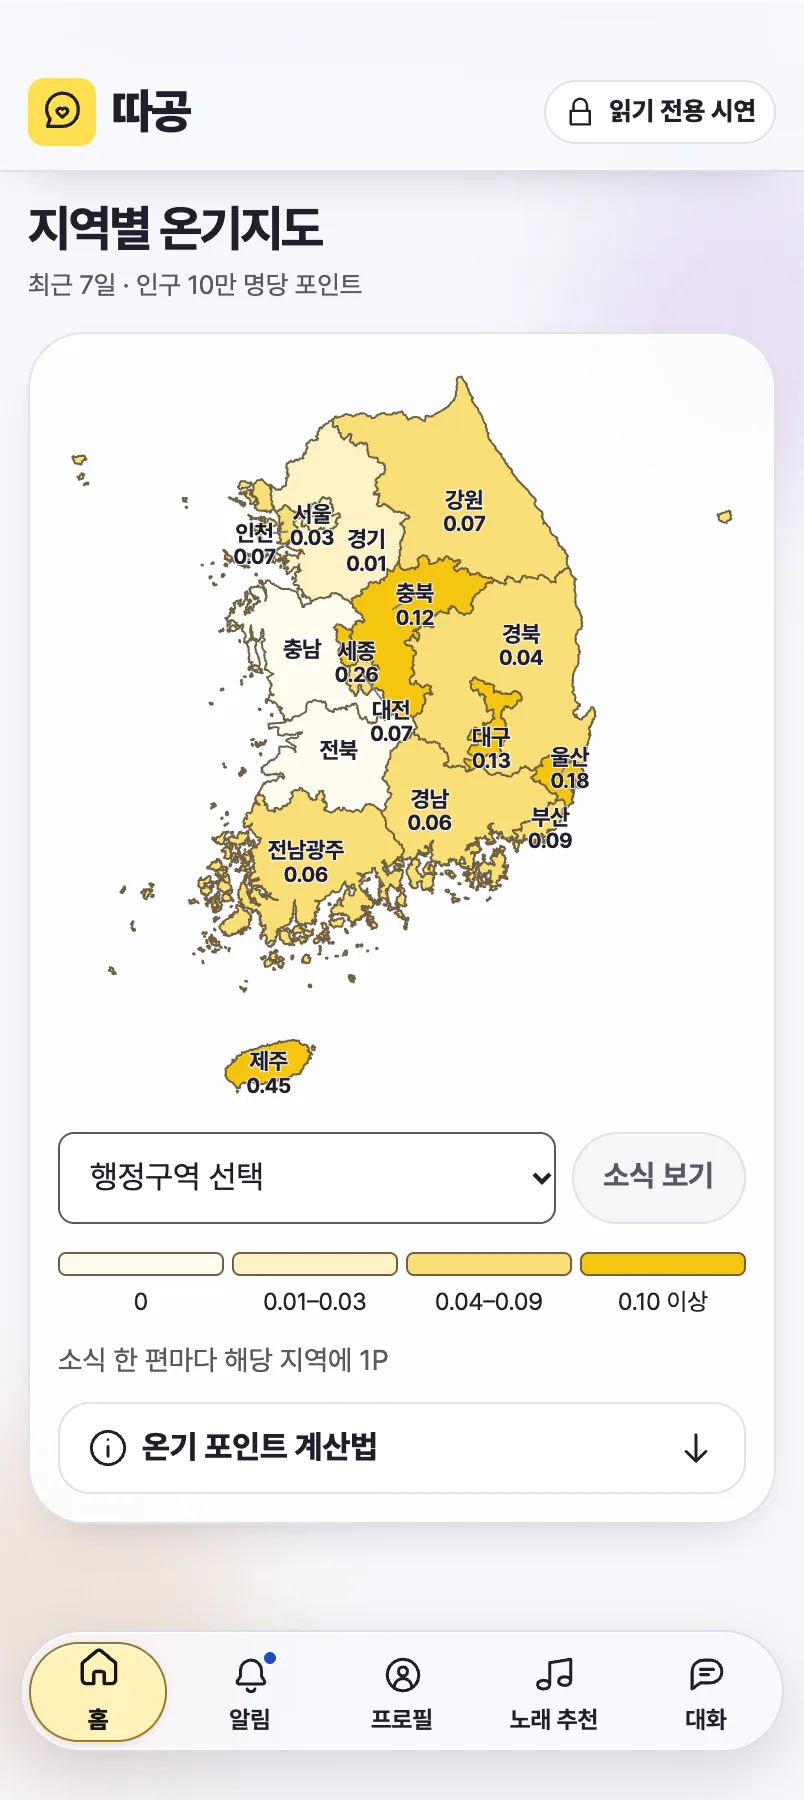 따공
읽기 전용 시연
지역별 온기지도
최근 7일 · 인구 10만 명당 포인트
강원
0.07
서울
0.03
인천
0.07
경기
0.01
충북
0.12
경북
0.04
충남
세종
0.26
대전
0.07
대구
0.13
전북
울산
0.18
경남
0.06
부산
0.09
전남광주
0.06
제주
0.45
행정구역 선택
소식 보기
0
0.01–0.03
0.04–0.09
0.10 이상
소식 한 편마다 해당 지역에 1P
온기 포인트 계산법
홈
알림
프로필
노래 추천
대화